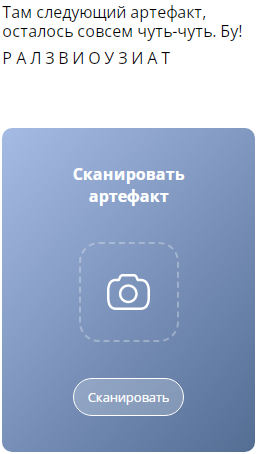 Там следующий артефакт,
осталось совсем чуть-чуть. Бу!
Р А Л З В И О У З И А Т
Сканировать
артефакт
Сканировать